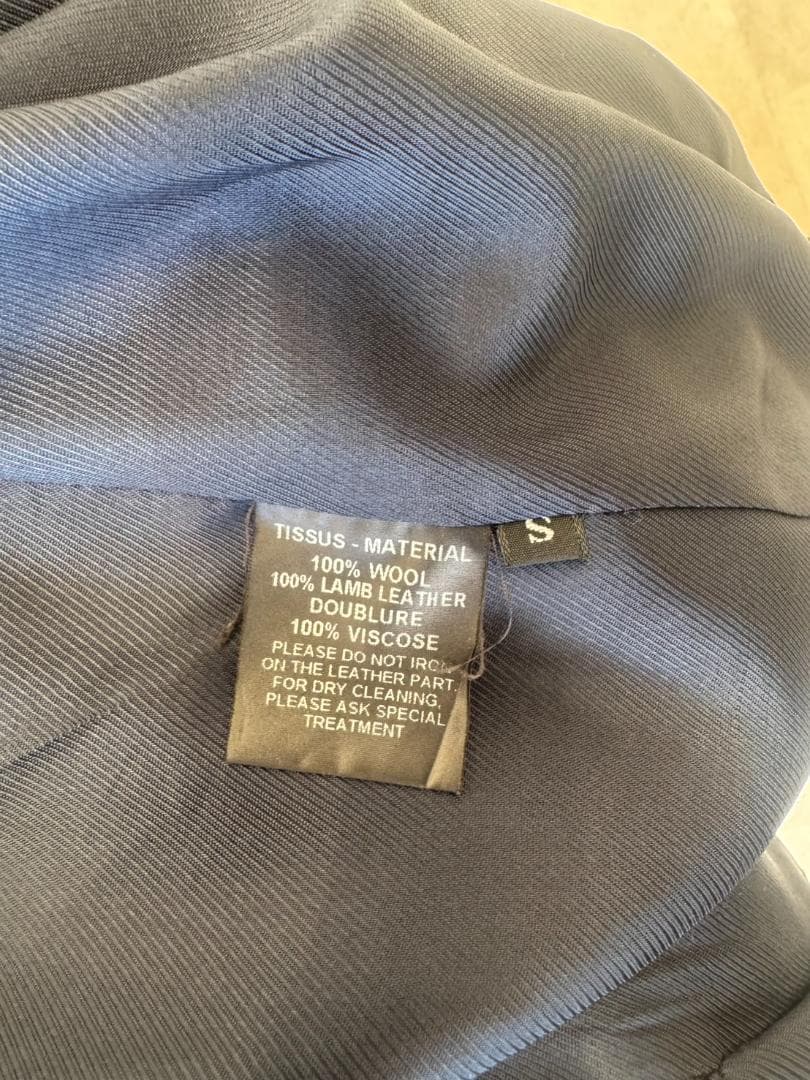 TISSUS - MATERIAL
100% WOOL
100% LAMB LEATHER
DOUBLURE
100% VISCOSE
PLEASE DO NOT IRON
ON THE LEATHER PART.
FOR DRY CLEANING,
PLEASE ASK SPECIAL
TREATMENT
S